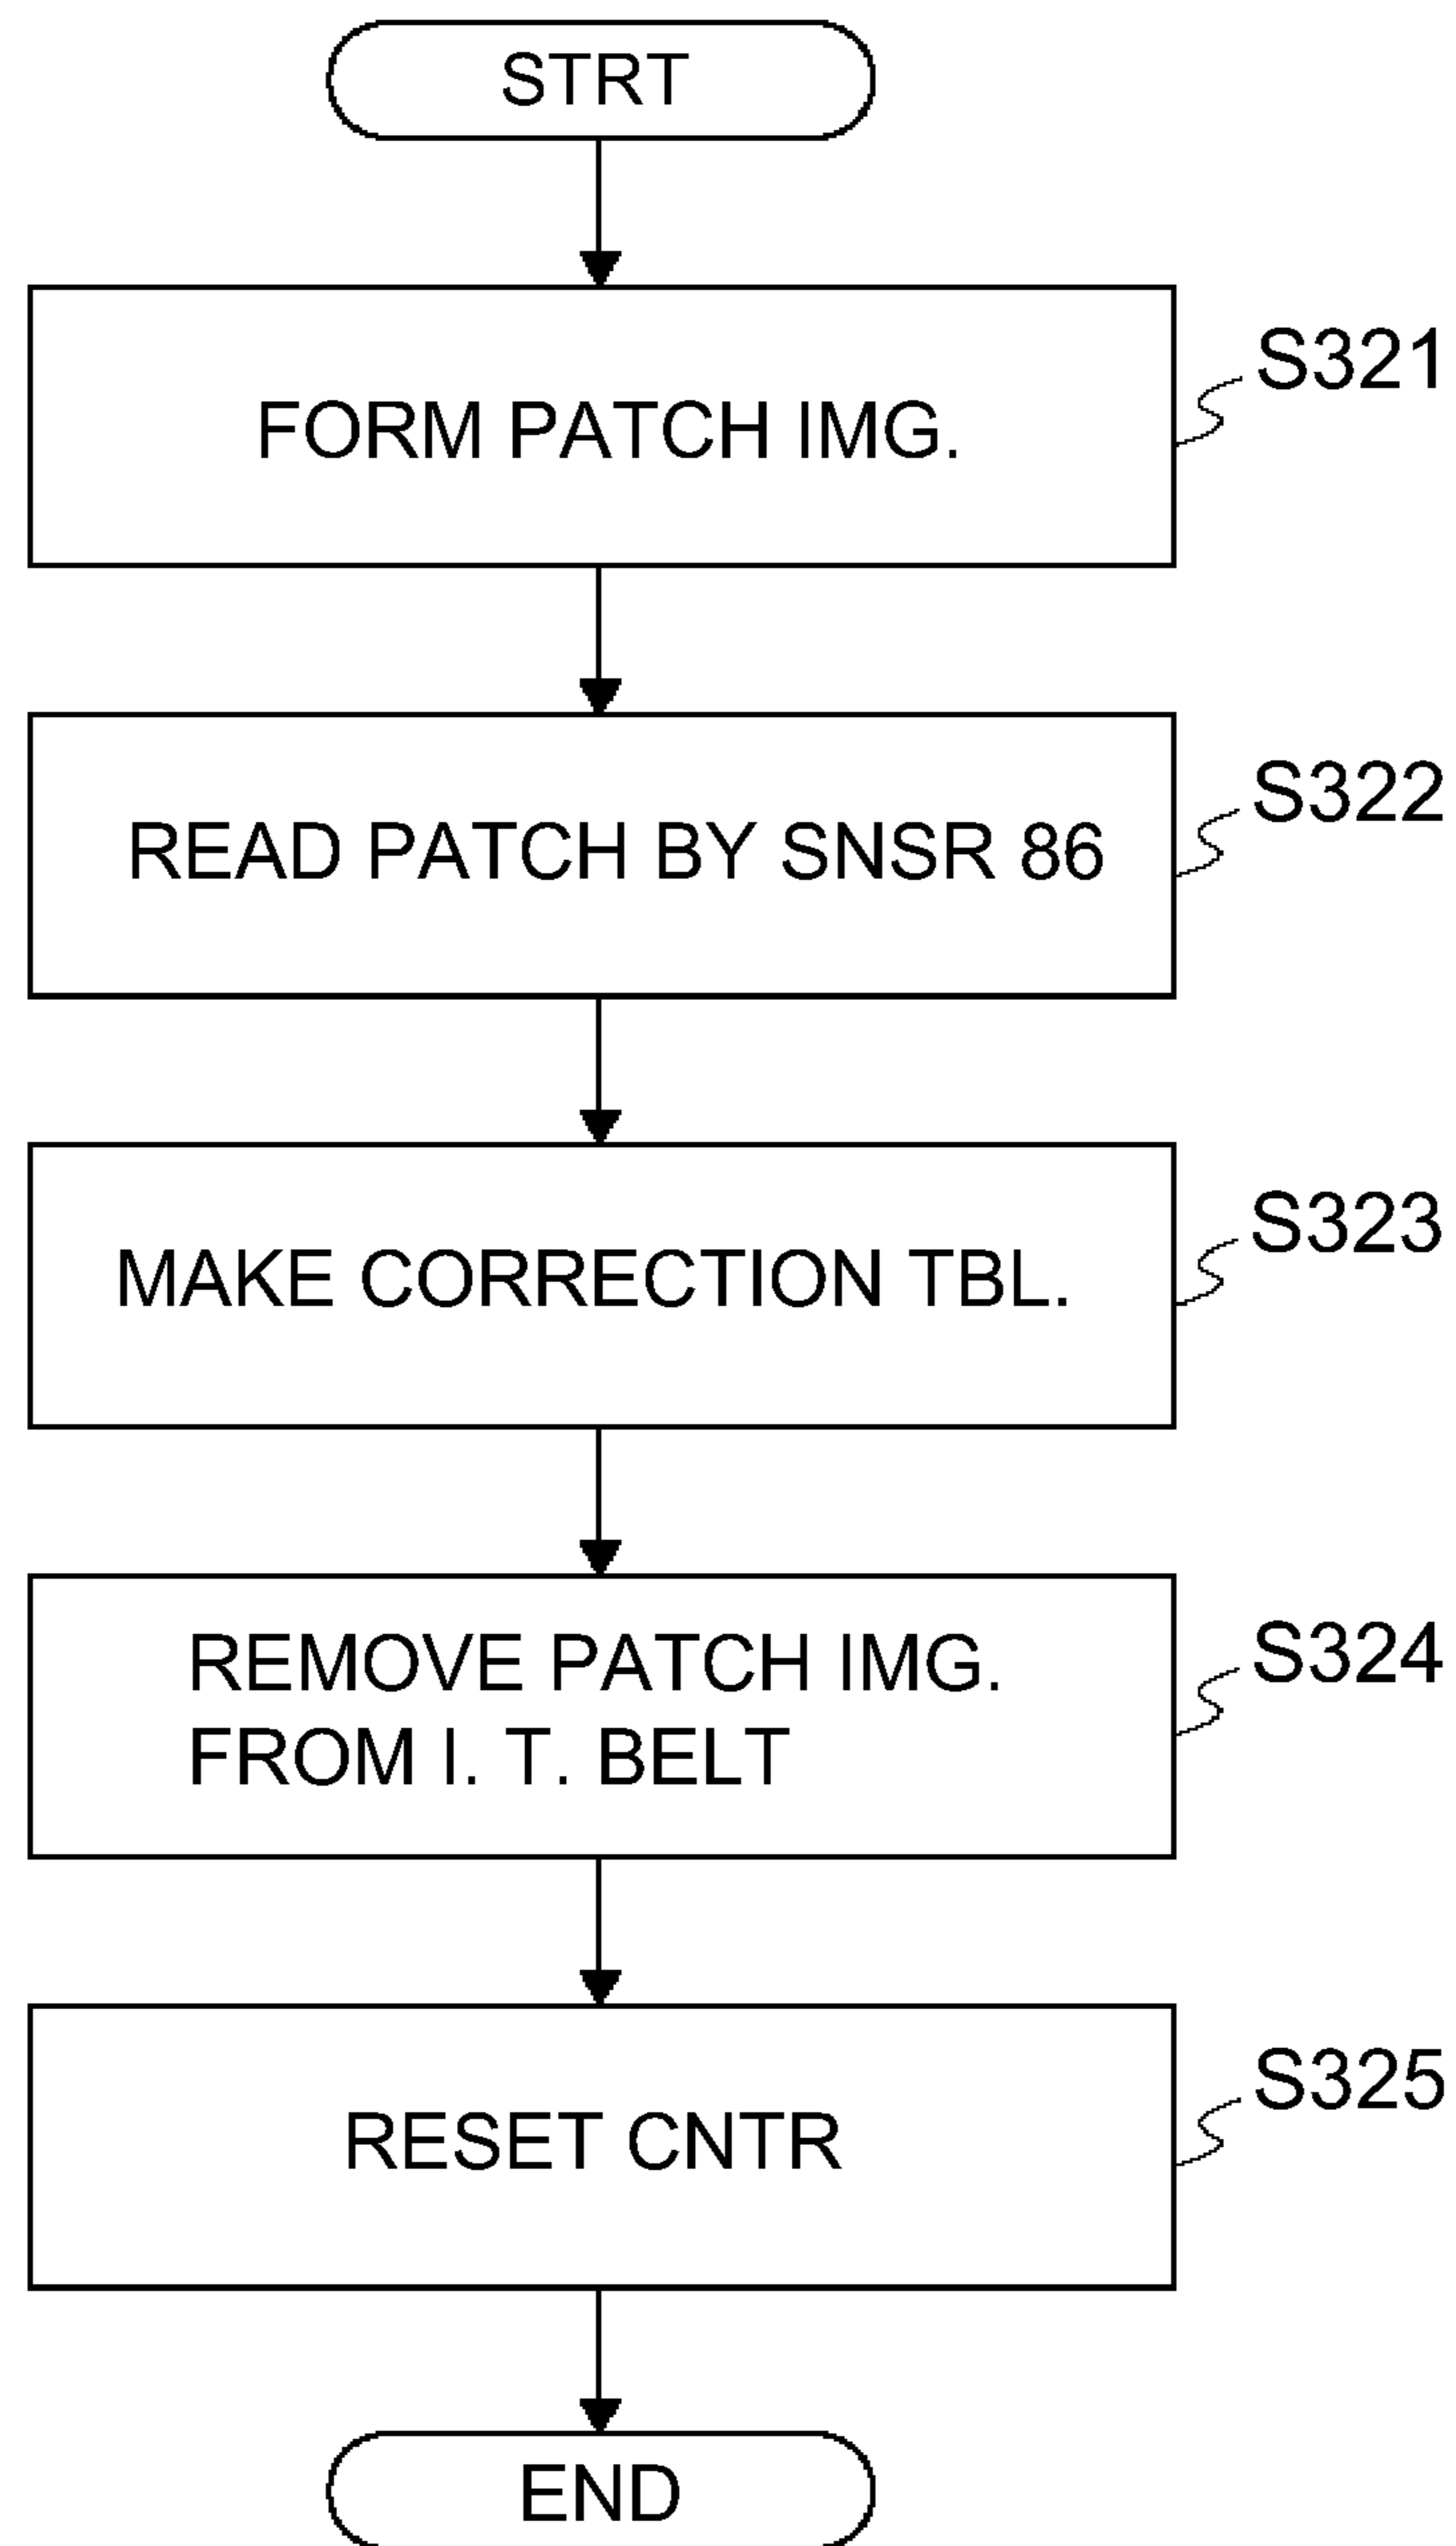 STRT
FORM PATCH IMG.
S321
READ PATCH BY SNSR 86
S322
MAKE CORRECTION TBL.
S323
REMOVE PATCH IMG.
FROM I. T. BELT
S324
RESET CNTR
S325
END